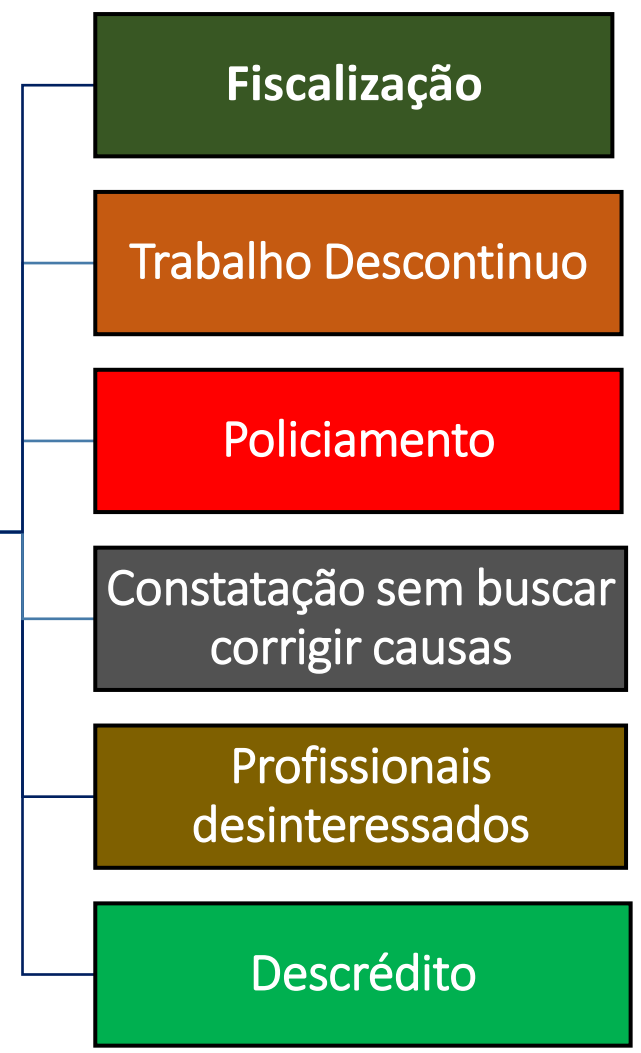 Fiscalização
Trabalho Descontinuo
Policiamento
Constatação sem buscar
corrigir causas
Profissionais
desinteressados
Descrédito